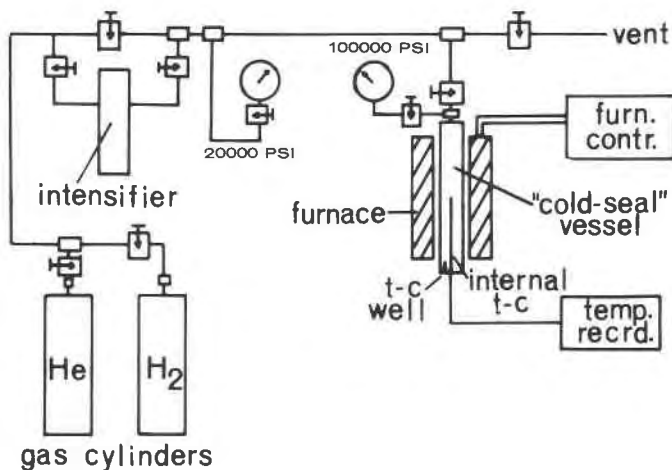 100000 PSI
vent
20000 PSI
furn.
contr.
intensifier
furnace
"cold-seal"
vessel
t-c
well
internal
t-c
temp.
recrd.
He
H2
gas cylinders